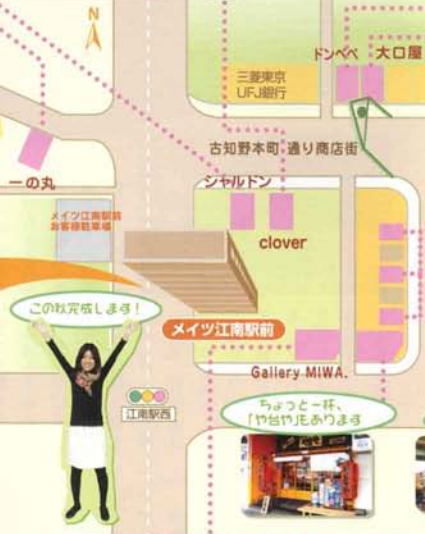 N
ドンペペ
大口屋
三菱東京
UFJ銀行
古知野本町 通り商店街
一の丸
シャルドン
clover
メイツ江南駅前
お客様駐車場
この秋完成します！
メイツ江南駅前
Gallery MIWA.
江南駅西
ちょっと一杯、
「や台や」もあります